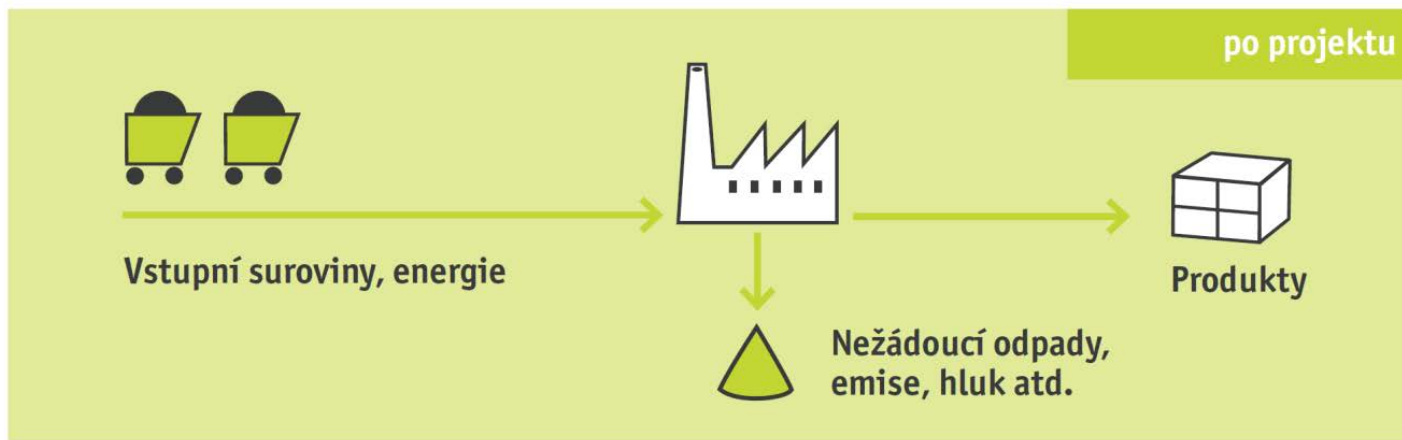 po projektu
Vstupní suroviny, energie
Produkty
Nežádoucí odpady,
emise, hluk atd.